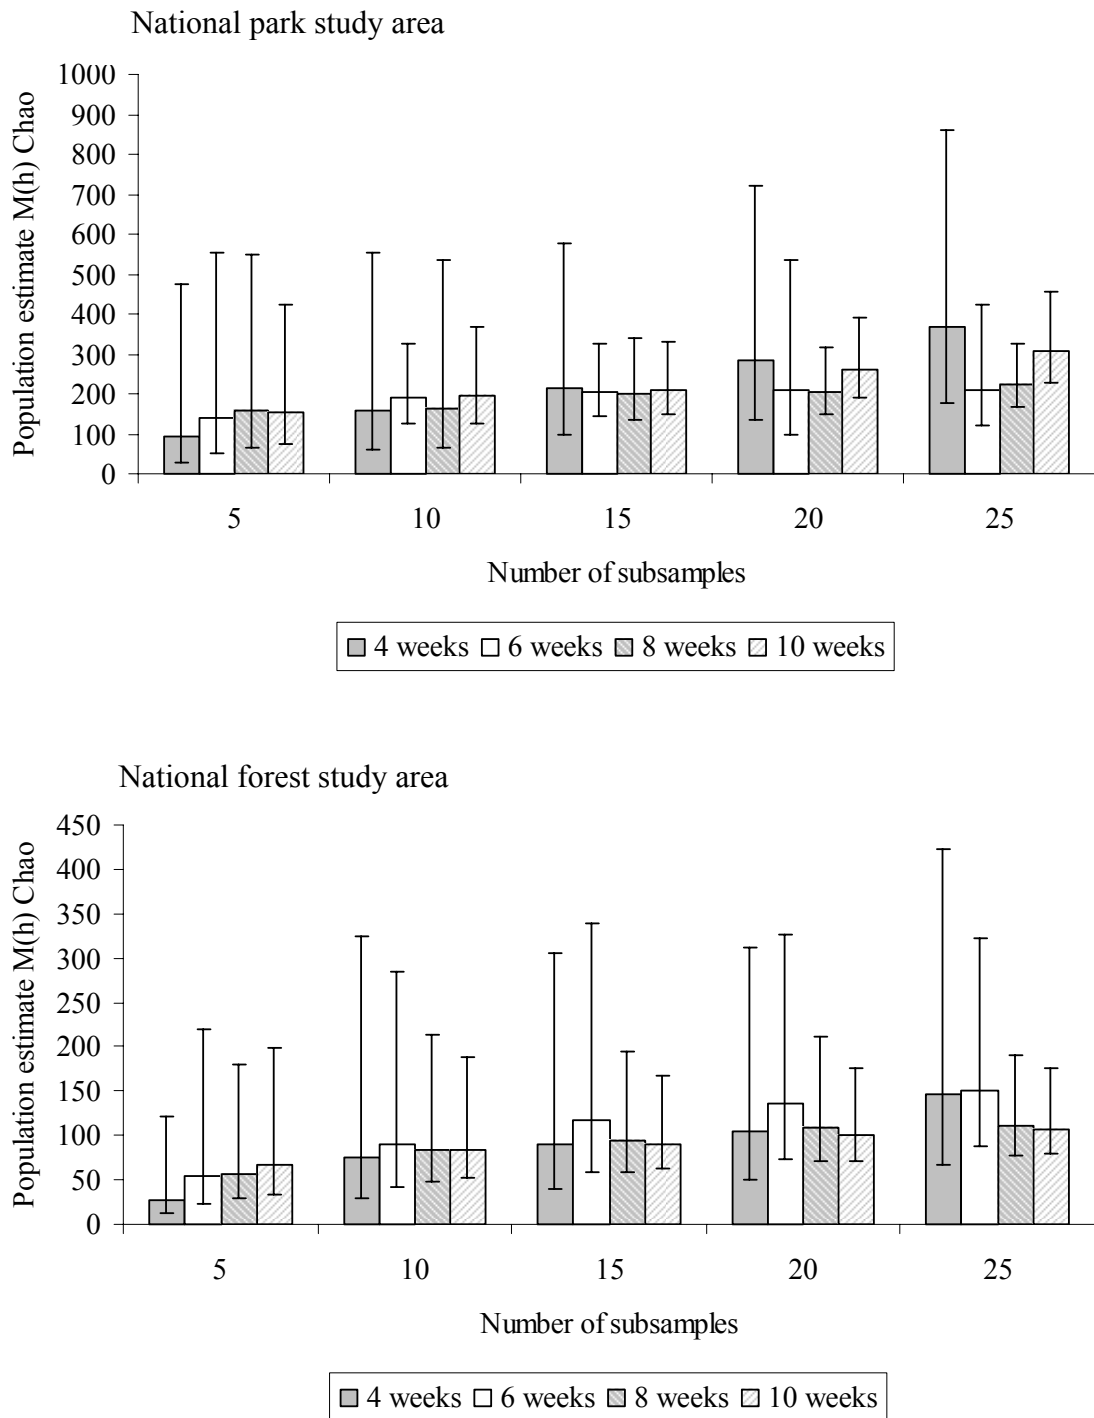 National park study area
Population estimate M(h) Chao
1000
900
800
700
600
500
400
300
200
100
0
5 10 15 20 25
Number of subsamples
4 weeks 6 weeks 8 weeks 10 weeks
National forest study area
Population estimate M(h) Chao
450
400
350
300
250
200
150
100
50
0
5 10 15 20 25
Number of subsamples
4 weeks 6 weeks 8 weeks 10 weeks